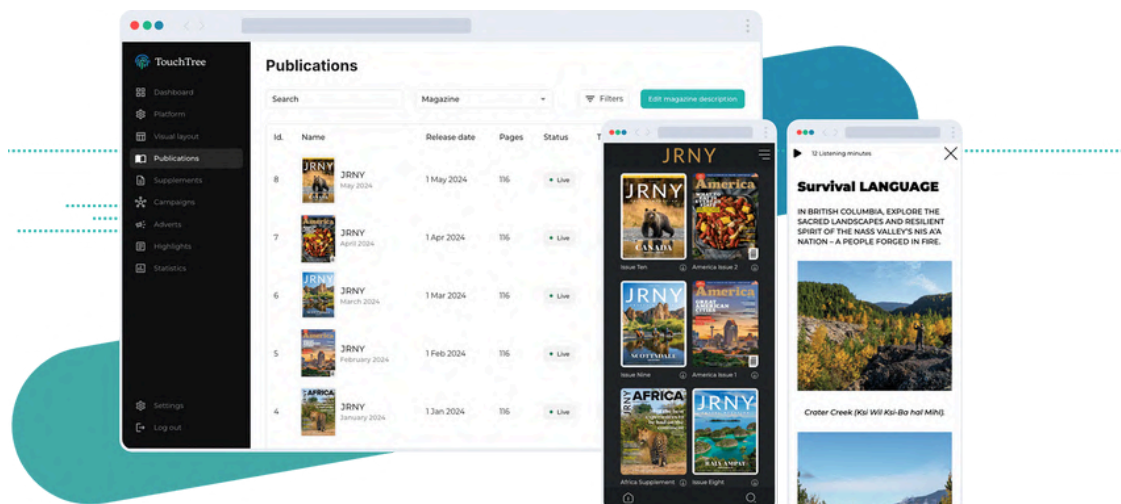 TouchTree
Dashboard
Platform
Visual layout
Publications
Supplements
Campaigns
Adverts
Highlights
Statistics
Settings
Log out
Publications
Search
Magazine
Filters
Edit magazine description
Id. Name Release date Pages Status T
8 JRNY May 2024 1 May 2024 116 Live
7 JRNY April 2024 1 Apr 2024 116 Live
6 JRNY March 2024 1 Mar 2024 116 Live
5 JRNY February 2024 1 Feb 2024 116 Live
4 JRNY January 2024 1 Jan 2024 116 Live
JRNY
America
JRNY
America
AFRICA
JRNY
JRNY
CANADA
Issue Ten
America
America Issue 2
JRNY
SCOTTSDALE
Issue Nine
America
GREAT
AMERICAN
CITIES
America Issue 1
JRNY
AFRICA
Africa Supplement
JRNY
RAJA AMPAT
Issue Eight
12 Listening minutes
Survival LANGUAGE
IN BRITISH COLUMBIA, EXPLORE THE
SACRED LANDSCAPES AND RESILIENT
SPIRIT OF THE NASS VALLEY'S NIS A'A
NATION – A PEOPLE FORGED IN FIRE.
Crater Creek (Ksi Wil Ksi-Ba hal Mihl).